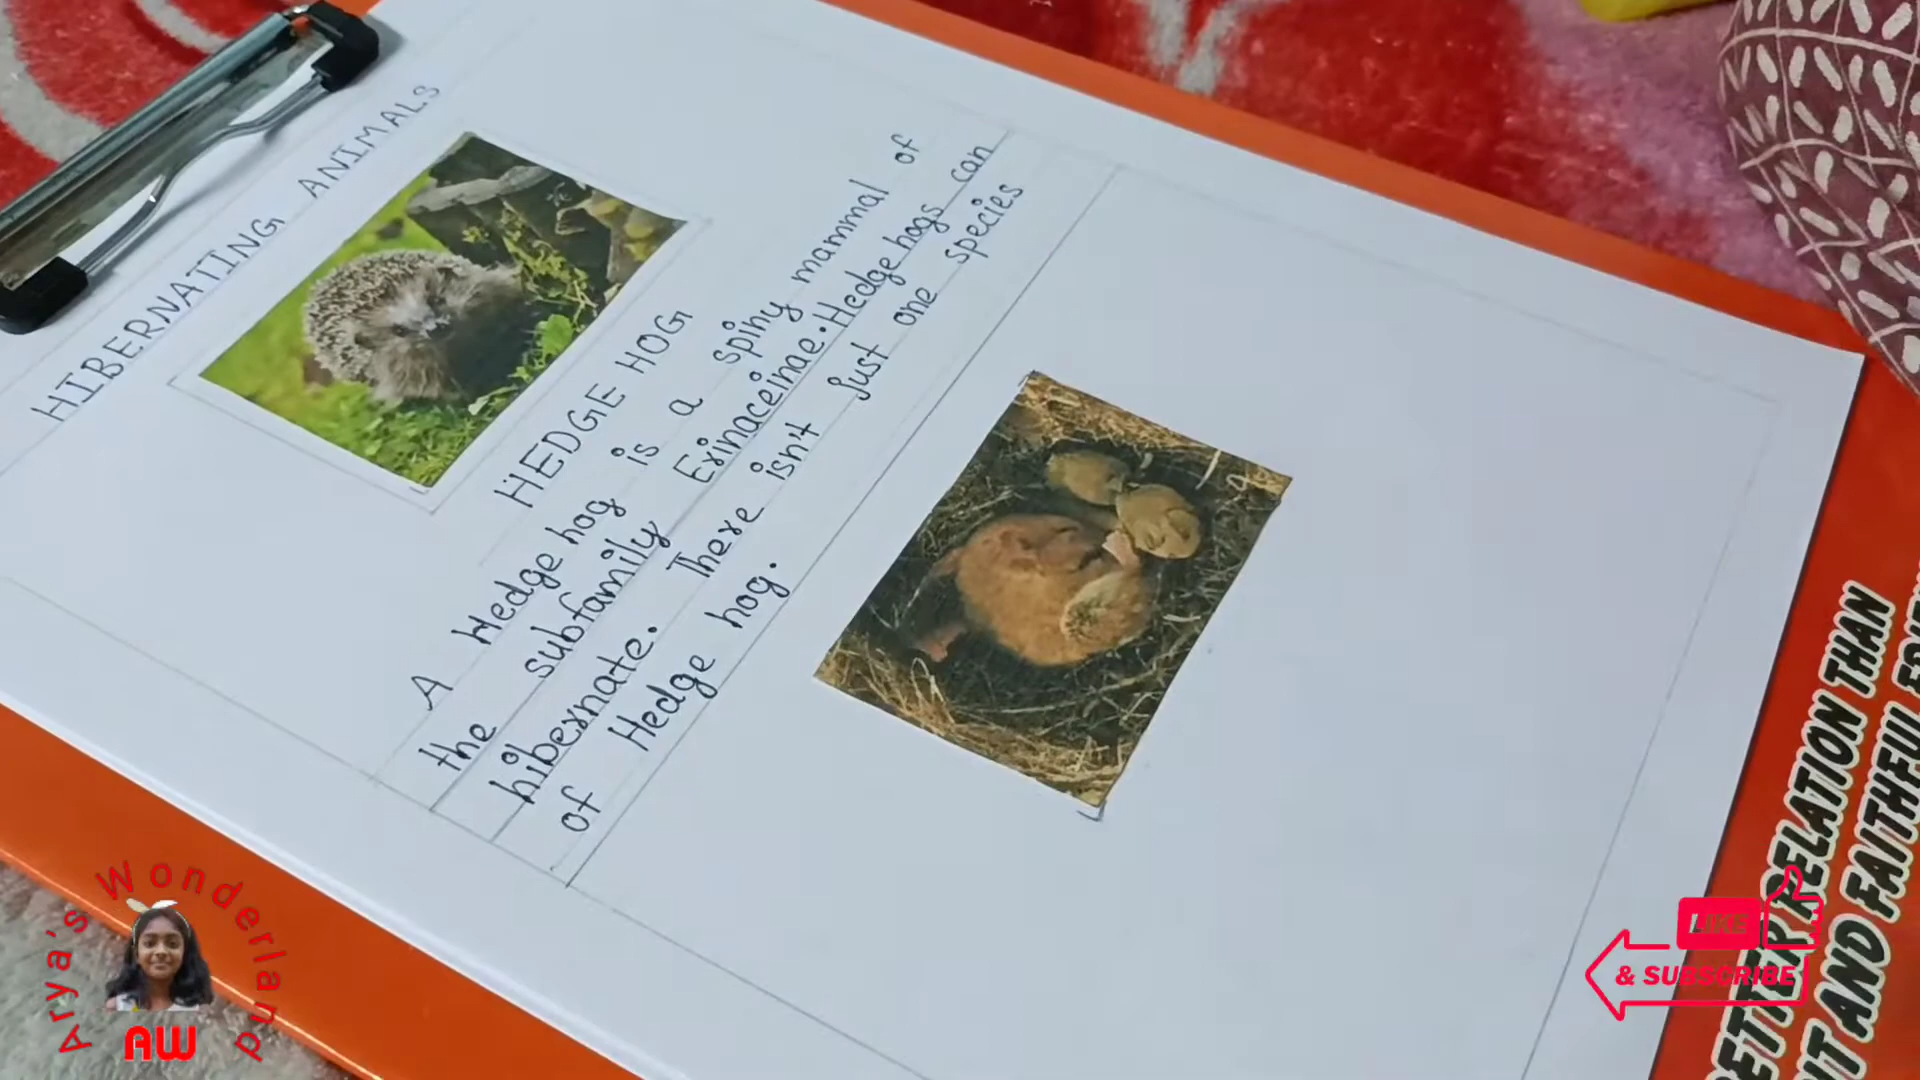 HIBERNATING ANIMALS
HEDGE HOG
A Hedge hog is a spiny mammal of
the subfamily Erinaceinae. Hedge hogs can
hibernate. There isn't just one species
of Hedge hog.
RELATION THAN
AND FAITHFUL
Arya's Wonderland
AW
LIKE
& SUBSCRIBE